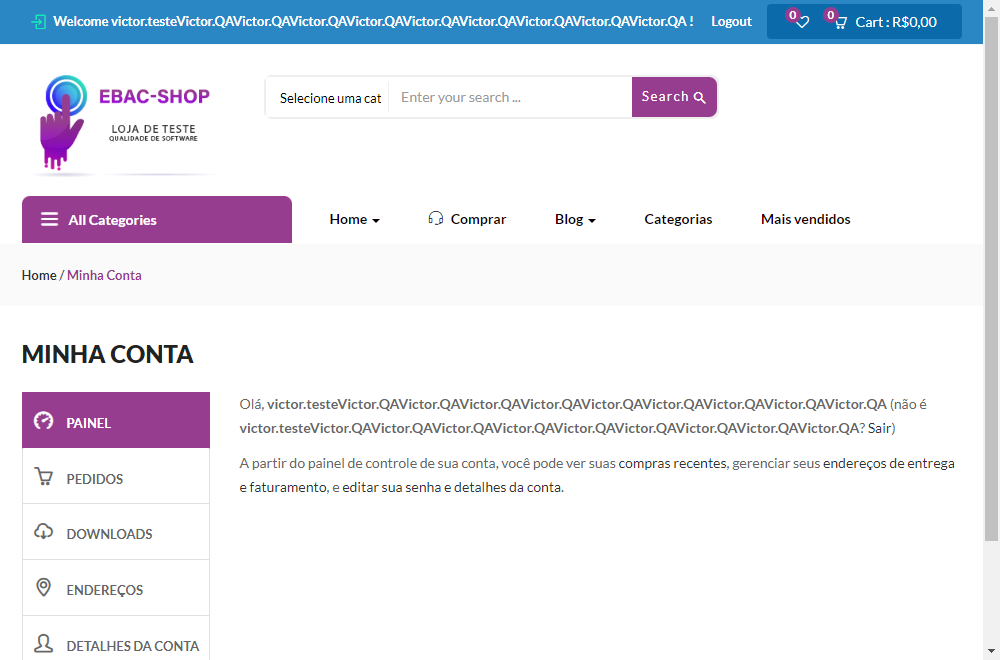 Welcome victor.testeVictor.QAVictor.QAVictor.QAVictor.QAVictor.QAVictor.QAVictor.QAVictor.QAVictor.QA ! Logout 0 0 Cart : R$0,00
EBAC-SHOP
LOJA DE TESTE
QUALIDADE DE SOFTWARE
Selecione uma cat Enter your search ... Search
All Categories Home Comprar Blog Categorias Mais vendidos
Home / Minha Conta
MINHA CONTA
PAINEL
PEDIDOS
DOWNLOADS
ENDEREÇOS
DETALHES DA CONTA
Olá, victor.testeVictor.QAVictor.QAVictor.QAVictor.QAVictor.QAVictor.QAVictor.QAVictor.QAVictor.QA (não é
victor.testeVictor.QAVictor.QAVictor.QAVictor.QAVictor.QAVictor.QAVictor.QAVictor.QAVictor.QA? Sair)
A partir do painel de controle de sua conta, você pode ver suas compras recentes, gerenciar seus endereços de entrega
e faturamento, e editar sua senha e detalhes da conta.